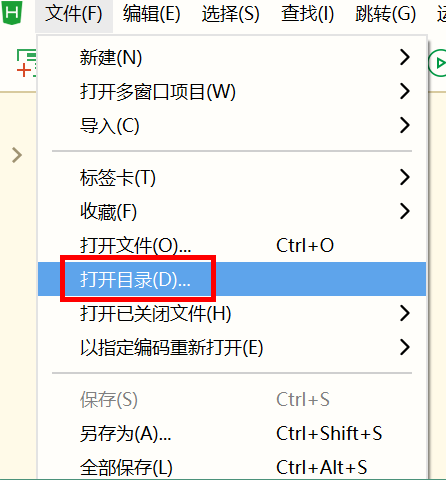 文件(F) 编辑(E) 选择(S) 查找(I) 跳转(G)
新建(N)
打开多窗口项目(W)
导入(C)
标签卡(T)
收藏(F)
打开文件(O)... Ctrl+O
打开目录(D)...
打开已关闭文件(H)
以指定编码重新打开(E)
保存(S) Ctrl+S
另存为(A)... Ctrl+Shift+S
全部保存(L) Ctrl+Alt+S